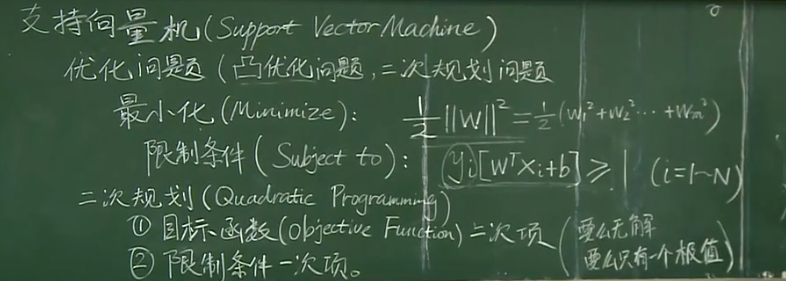 支持向量机(Support Vector Machine)
优化问题(凸优化问题,二次规划问题
最小化(Minimize): ½||W||²=½(W₁²+W₂²···+Wm²)
限制条件(Subject to): yi[WᵀXi+b]≥1 (i=1~N)
二次规划(Quadratic Programming)
① 目标函数(Objective Function)二次项(要么无解
要么只有一个极值)
② 限制条件一次项。